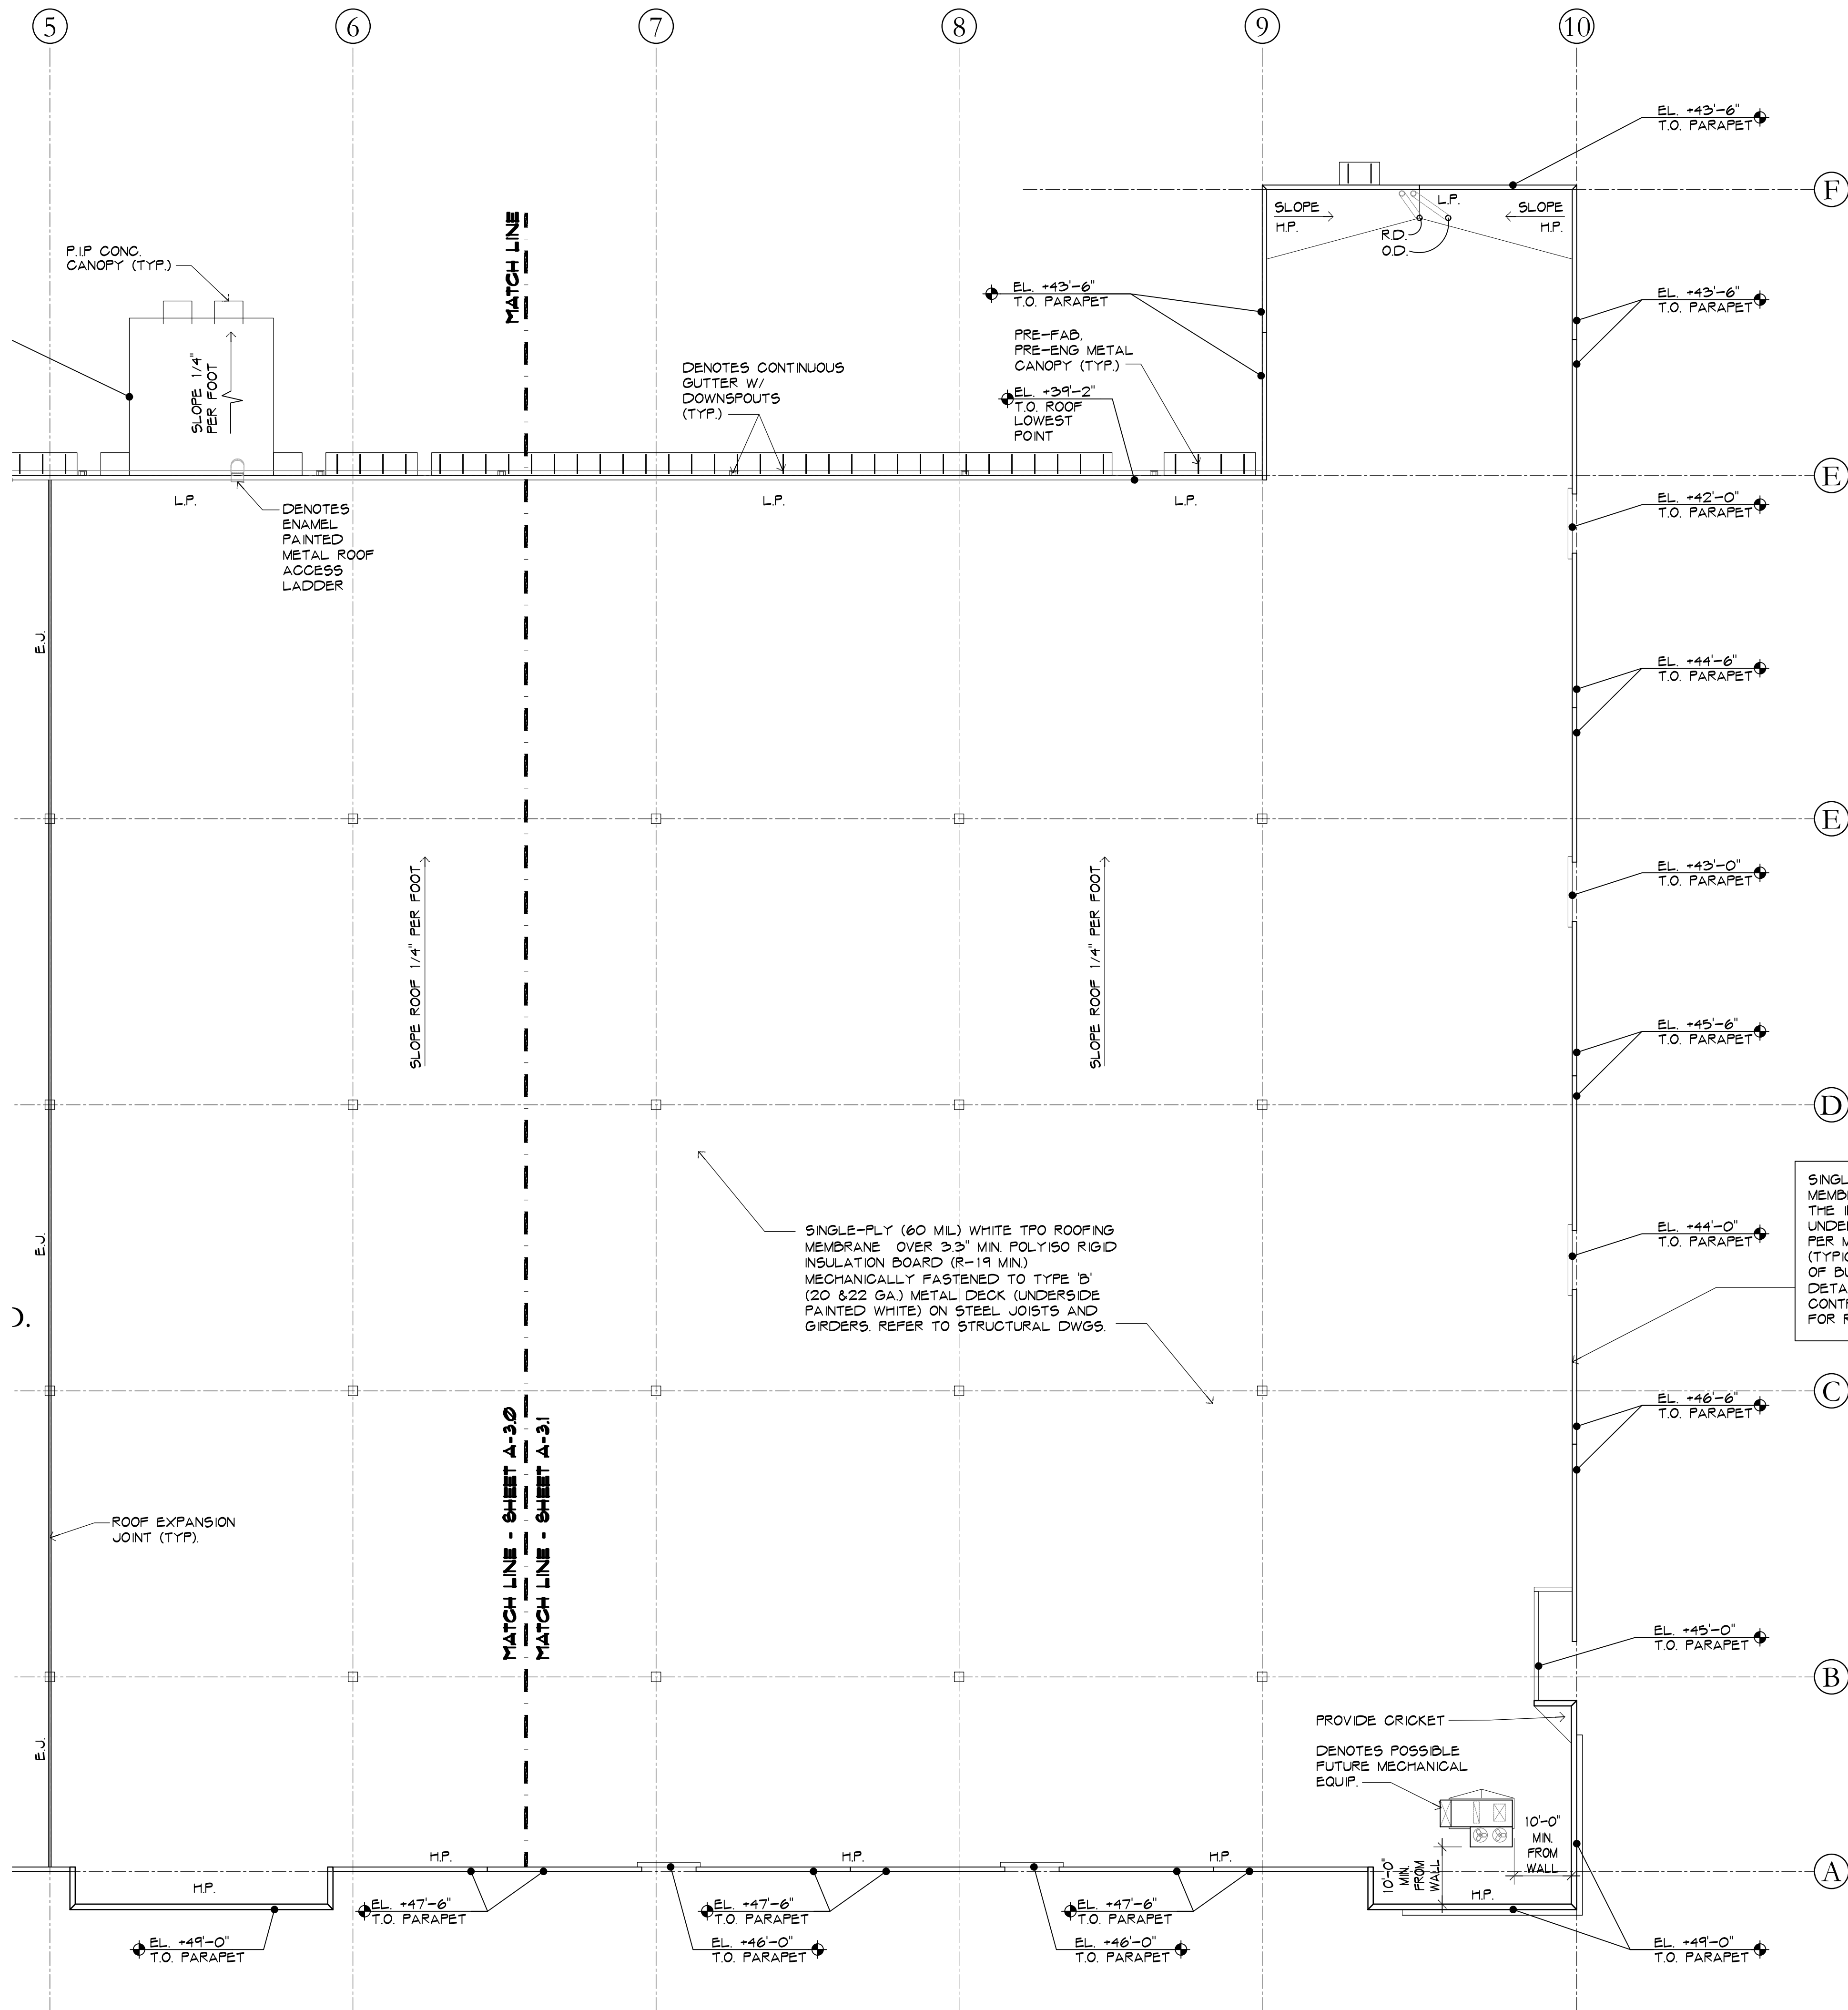 5
6
7
8
9
10
EL. +43'-6"
T.O. PARAPET
F
SLOPE
H.P.
L.P.
SLOPE
H.P.
R.D.
O.D.
MATCH LINE
P.I.P CONC.
CANOPY (TYP.)
EL. +43'-6"
T.O. PARAPET
EL. +43'-6"
T.O. PARAPET
SLOPE 1/4"
PER FOOT
DENOTES CONTINUOUS
GUTTER W/
DOWNSPOUTS
(TYP.)
PRE-FAB,
PRE-ENG METAL
CANOPY (TYP.)
EL. +39'-2"
T.O. ROOF
LOWEST
POINT
E
L.P.
L.P.
L.P.
DENOTES
ENAMEL
PAINTED
METAL ROOF
ACCESS
LADDER
EL. +42'-0"
T.O. PARAPET
E.J.
EL. +44'-6"
T.O. PARAPET
E
SLOPE ROOF 1/4" PER FOOT
SLOPE ROOF 1/4" PER FOOT
EL. +43'-0"
T.O. PARAPET
EL. +45'-6"
T.O. PARAPET
D
SINGLE-PLY (60 MIL) WHITE TPO ROOFING
MEMBRANE OVER 3.3" MIN. POLYISO RIGID
INSULATION BOARD (R-19 MIN.)
MECHANICALLY FASTENED TO TYPE 'B'
(20 &22 GA.) METAL DECK (UNDERSIDE
PAINTED WHITE) ON STEEL JOISTS AND
GIRDERS. REFER TO STRUCTURAL DWGS.
E.J.
D.
EL. +44'-0"
T.O. PARAPET
THE
PER
OF
FOR
C
EL. +46'-6"
T.O. PARAPET
MATCH LINE - SHEET A-3.0
MATCH LINE - SHEET A-3.1
ROOF EXPANSION
JOINT (TYP).
EL. +45'-0"
T.O. PARAPET
B
PROVIDE CRICKET
DENOTES POSSIBLE
FUTURE MECHANICAL
EQUIP.
E.J.
10'-0"
MIN.
FROM
WALL
10'-0"
MIN.
FROM
WALL
A
H.P.
H.P.
H.P.
H.P.
H.P.
EL. +47'-6"
T.O. PARAPET
EL. +47'-6"
T.O. PARAPET
EL. +47'-6"
T.O. PARAPET
EL. +49'-0"
T.O. PARAPET
EL. +46'-0"
T.O. PARAPET
EL. +46'-0"
T.O. PARAPET
EL. +49'-0"
T.O. PARAPET